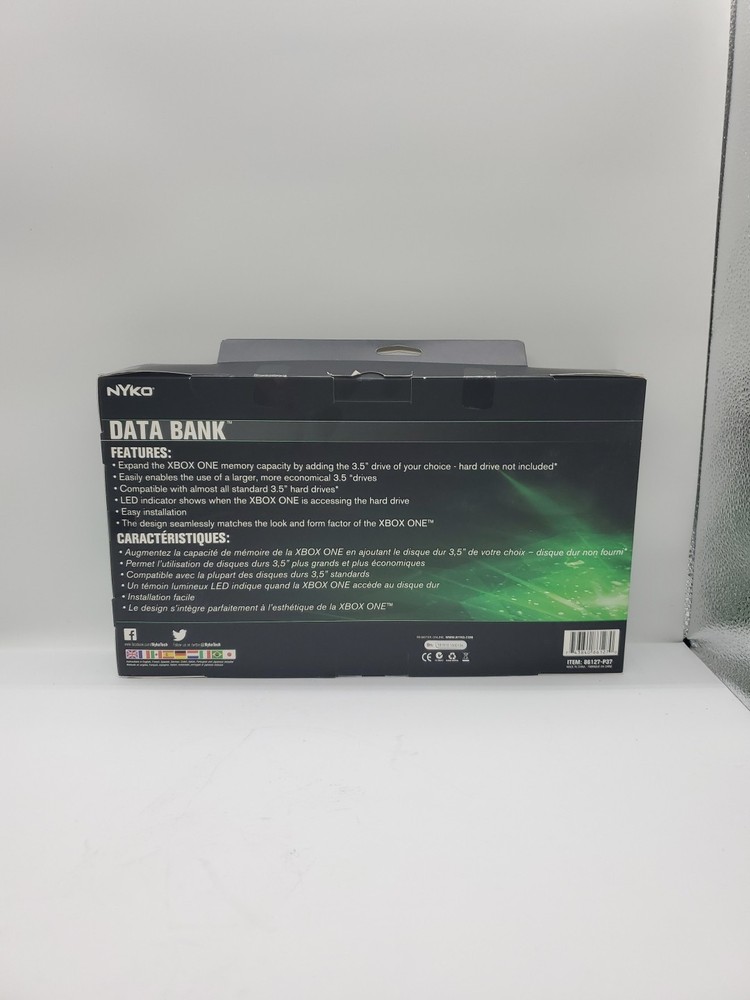 NYKO
DATA BANK™
FEATURES:
• Expand the XBOX ONE memory capacity by adding the 3.5" drive of your choice - hard drive not included*
• Easily enables the use of a larger, more economical 3.5 "drives
• Compatible with almost all standard 3.5" hard drives*
• LED indicator shows when the XBOX ONE is accessing the hard drive
• Easy installation
• The design seamlessly matches the look and form factor of the XBOX ONE™
CARACTÉRISTIQUES:
• Augmentez la capacité de mémoire de la XBOX ONE en ajoutant le disque dur 3,5" de votre choix – disque dur non fourni*
• Permet l'utilisation de disques durs 3,5" plus grands et plus économiques
• Compatible avec la plupart des disques durs 3,5" standards
• Un témoin lumineux LED indique quand la XBOX ONE accède au disque dur
• Installation facile
• Le design s'intègre parfaitement à l'esthétique de la XBOX ONE™
WWW.NYKO.COM
CE
ITEM: 86127-P37